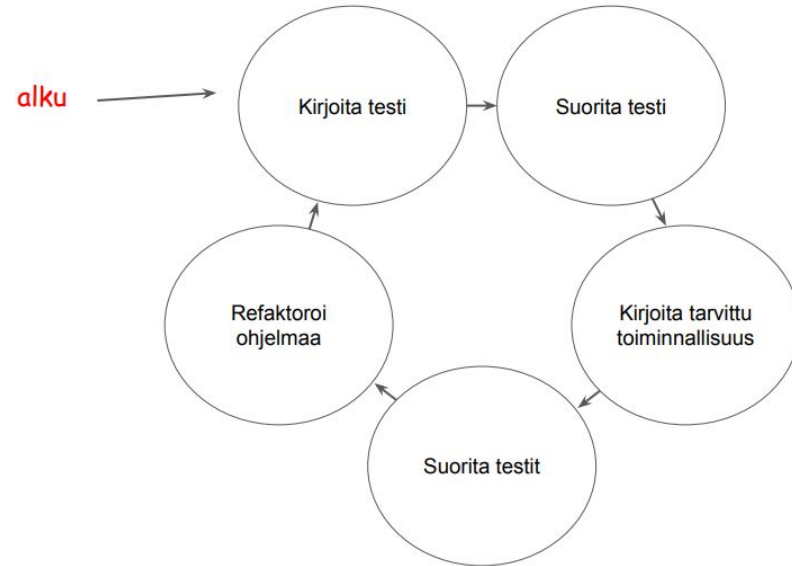 alku
Kirjoita testi
Suorita testi
Kirjoita tarvittu
toiminnallisuus
Suorita testit
Refaktoroi
ohjelmaa